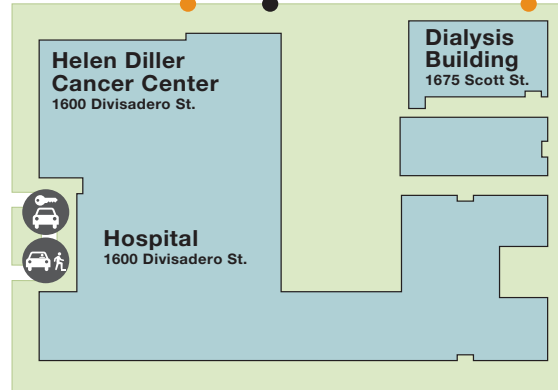 Helen Diller
Cancer Center
1600 Divisadero St.
Dialysis
Building
1675 Scott St.
Hospital
1600 Divisadero St.